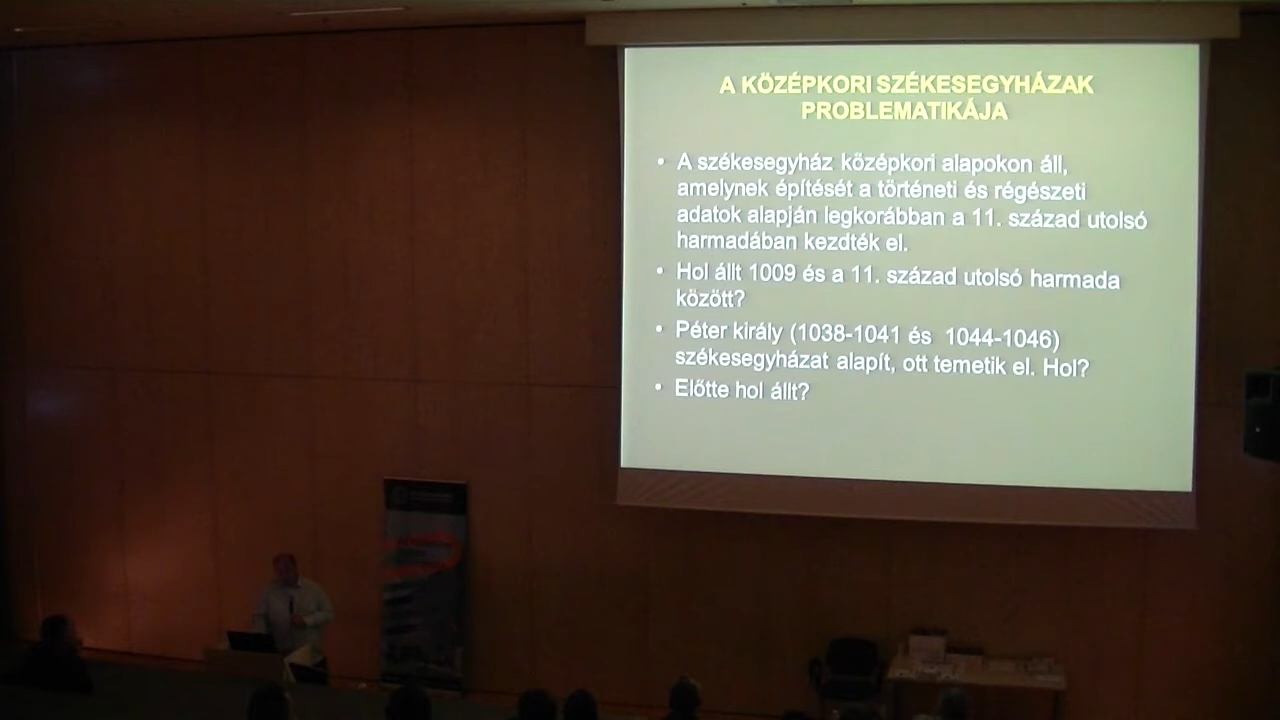 A KÖZÉPKORI SZÉKESEGYHÁZAK
PROBLEMATIKÁJA
• A székesegyház középkori alapokon áll,
amelynek építését a történeti és régészeti
adatok alapján legkorábban a 11. század utolsó
harmadában kezdték el.
• Hol állt 1009 és a 11. század utolsó harmada
között?
• Péter király (1038-1041 és 1044-1046)
székesegyházat alapít, ott temetik el. Hol?
• Előtte hol állt?